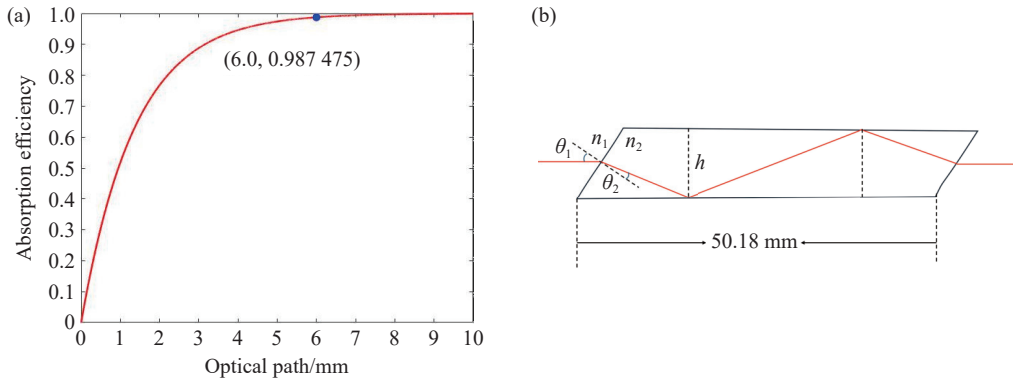 (a)
1.0
0.9
0.8
0.7
0.6
0.5
0.4
0.3
0.2
0.1
0
Absorption efficiency
(6.0, 0.987 475)
0 1 2 3 4 5 6 7 8 9 10
Optical path/mm
(b)
θ1 n1 n2
θ2
h
50.18 mm